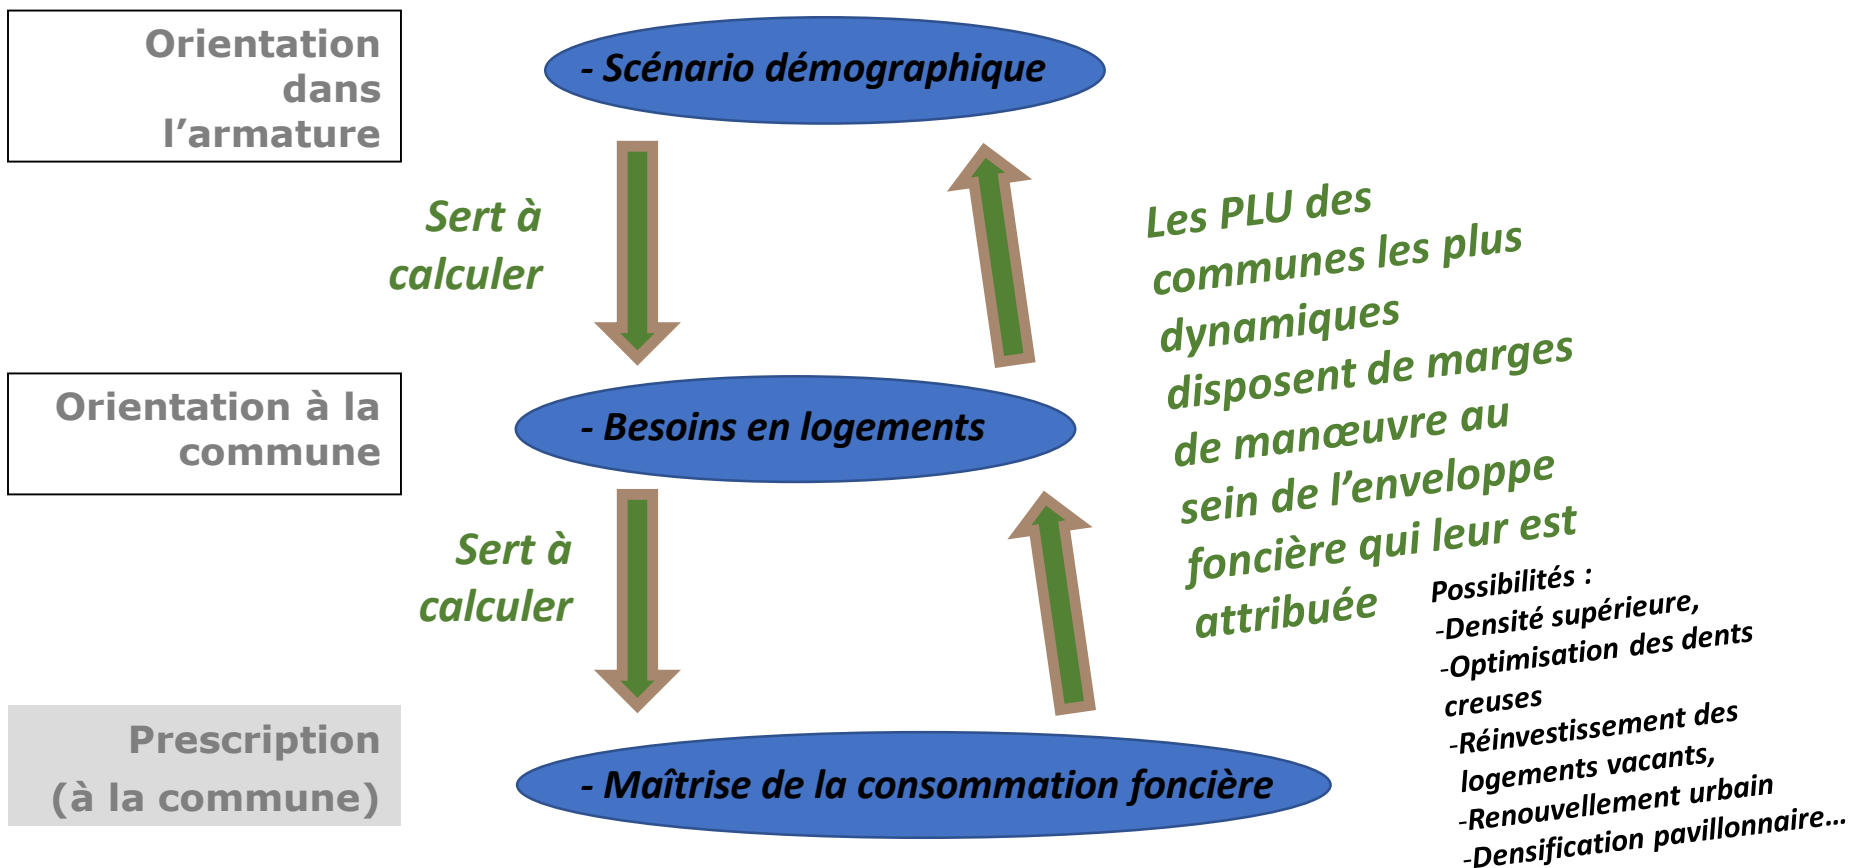 Orientation
dans
l’armature
- Scénario démographique
Sert à
calculer
Orientation à la
commune
- Besoins en logements
Sert à
calculer
Prescription
(à la commune)
- Maîtrise de la consommation foncière
Les PLU des
communes les plus
dynamiques
disposent de marges
de manœuvre au
sein de l’enveloppe
foncière qui leur est
attribuée
Possibilités :
-Densité supérieure,
-Optimisation des dents
creuses
-Réinvestissement des
logements vacants,
-Renouvellement urbain
-Densification pavillonnaire…